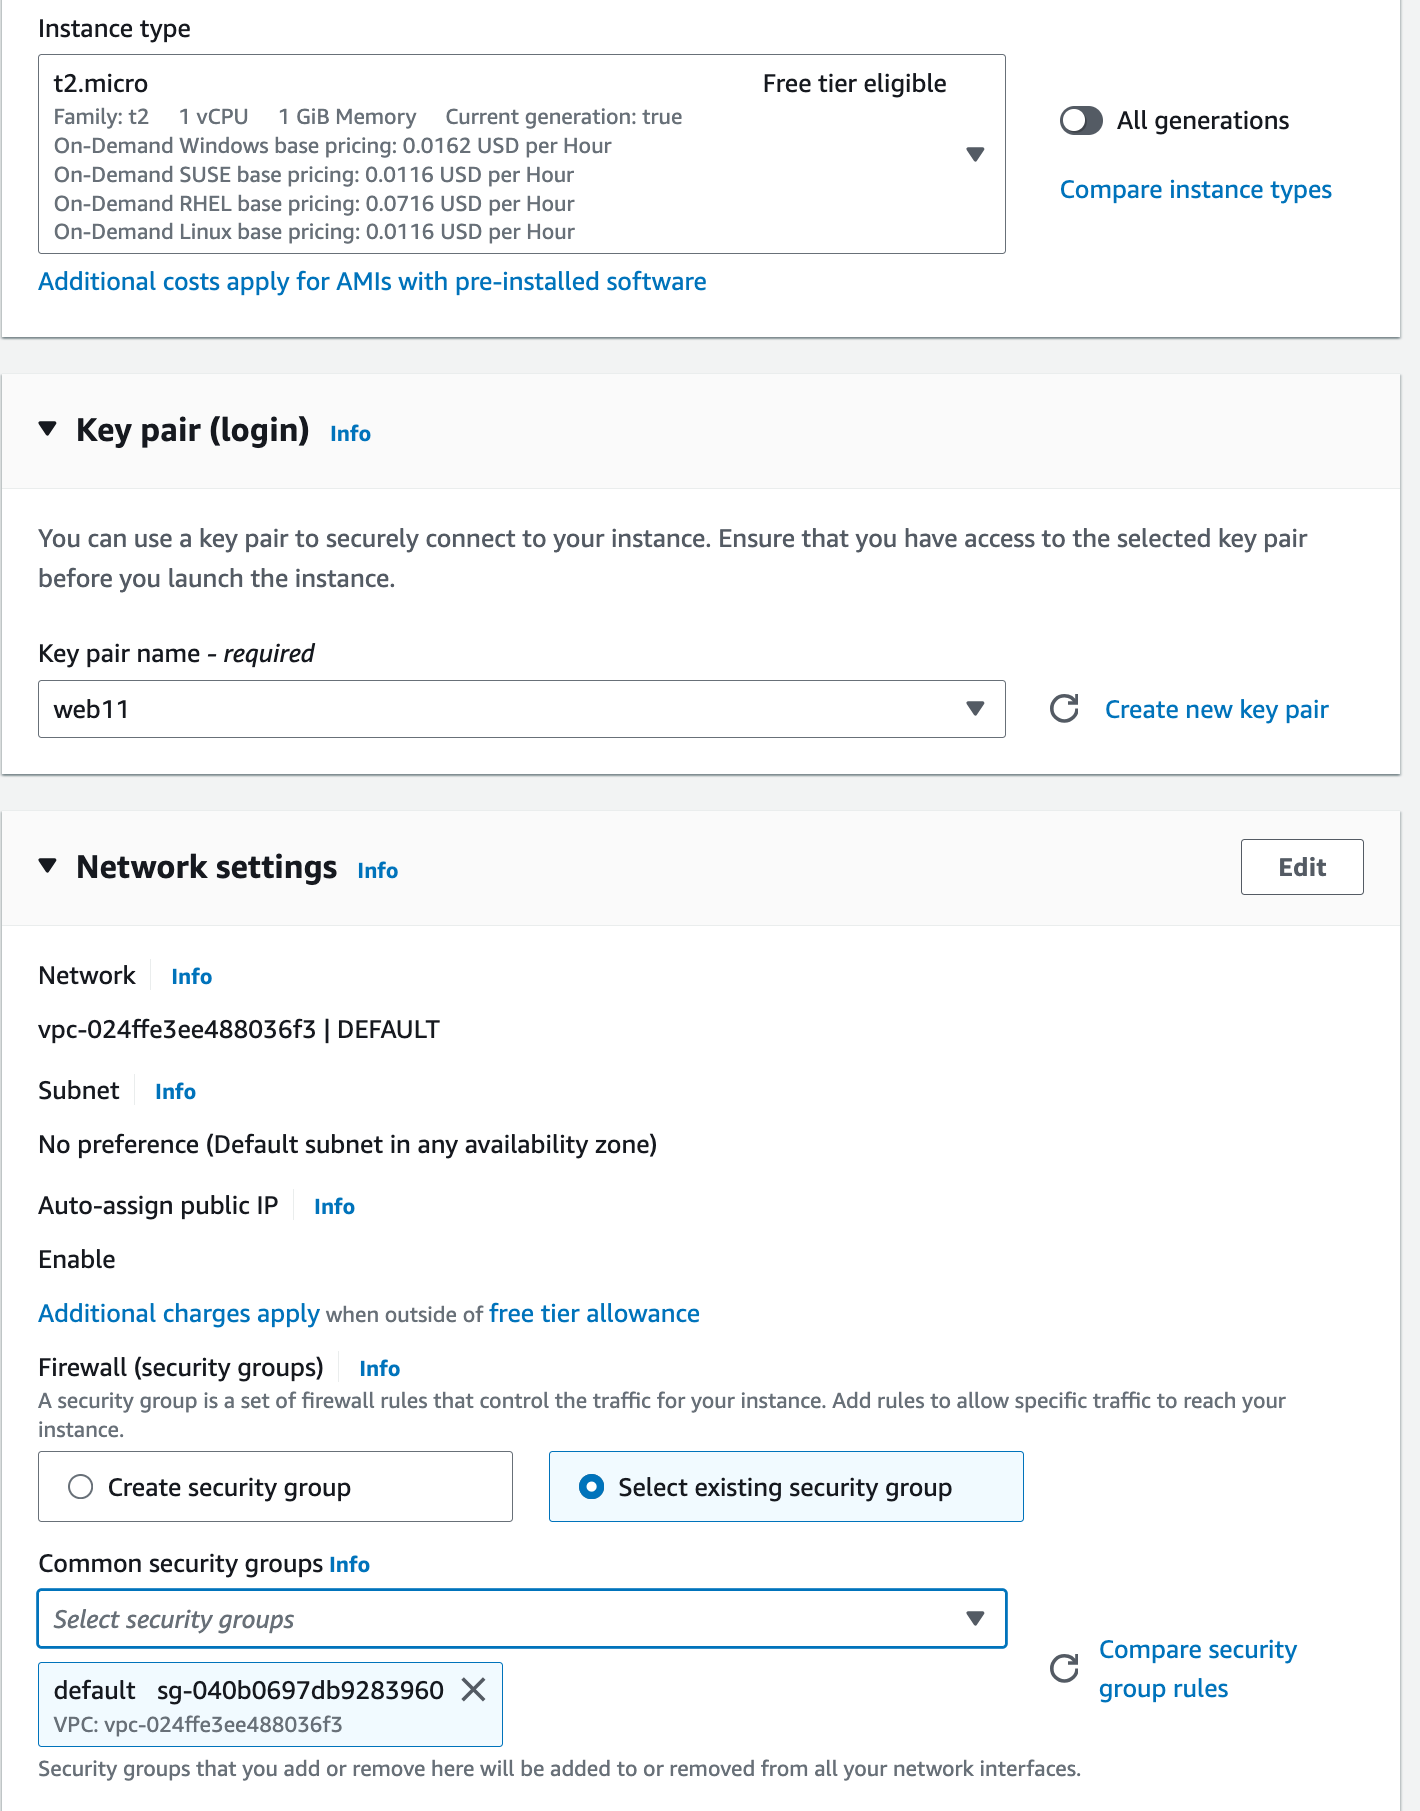 Instance type
t2.micro Free tier eligible
Family: t2 1 vCPU 1 GiB Memory Current generation: true
On-Demand Windows base pricing: 0.0162 USD per Hour
On-Demand SUSE base pricing: 0.0116 USD per Hour
On-Demand RHEL base pricing: 0.0716 USD per Hour
On-Demand Linux base pricing: 0.0116 USD per Hour
All generations
Compare instance types
Additional costs apply for AMIs with pre-installed software
Key pair (login) Info
You can use a key pair to securely connect to your instance. Ensure that you have access to the selected key pair
before you launch the instance.
Key pair name - required
web11
Create new key pair
Network settings Info
Edit
Network Info
vpc-024ffe3ee488036f3 | DEFAULT
Subnet Info
No preference (Default subnet in any availability zone)
Auto-assign public IP Info
Enable
Additional charges apply when outside of free tier allowance
Firewall (security groups) Info
A security group is a set of firewall rules that control the traffic for your instance. Add rules to allow specific traffic to reach your
instance.
Create security group
Select existing security group
Common security groups Info
Select security groups
default sg-040b0697db9283960
VPC: vpc-024ffe3ee488036f3
Compare security
group rules
Security groups that you add or remove here will be added to or removed from all your network interfaces.